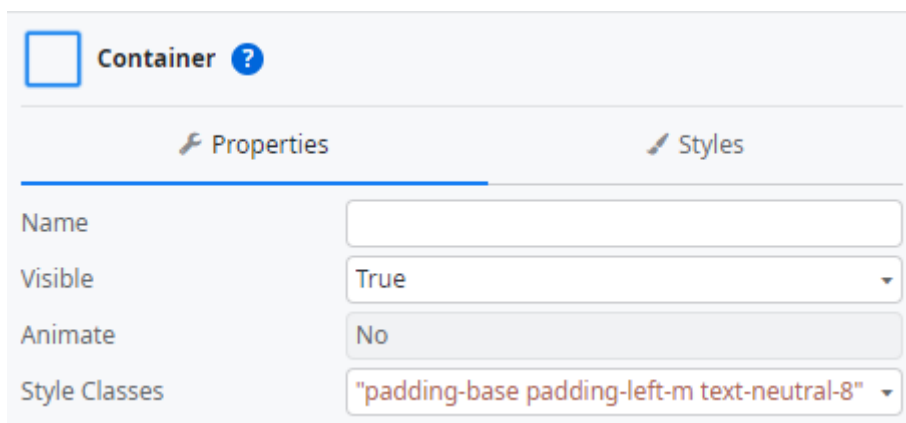 Container ?
Properties Styles
Name
Visible True
Animate No
Style Classes "padding-base padding-left-m text-neutral-8"